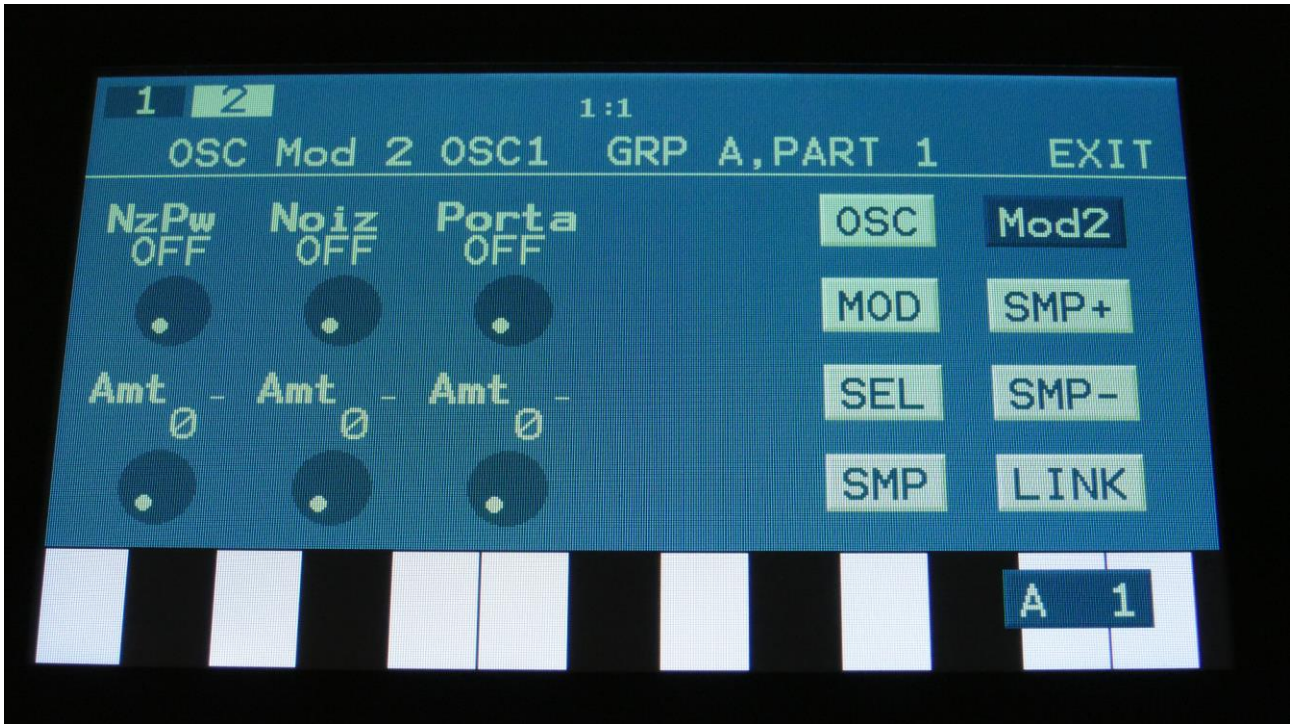 1 2 1:1
OSC Mod 2 OSC1 GRP A,PART 1 EXIT
NzPw Noiz Porta OSC Mod2
OFF OFF OFF
MOD SMP+
Amt - Amt - Amt - SEL SMP-
0 0 0
SMP LINK
A 1